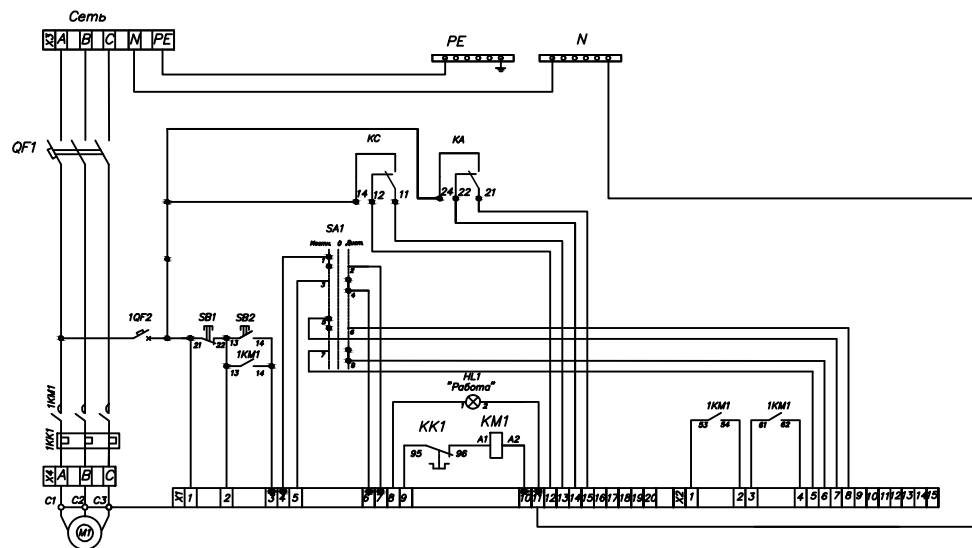 Сеть
X3 A B C N PE
PE
N
QF1
KC
KA
14 12 11
24 22 21
SA1
Местн. 0 Дист.
1
2
3
4
5
6
7
8
1QF2
SB1
SB2
21 22 13 14
1KM1
13 14
HL1
"Работа"
1 2
1KM1
KK1
KM1
1KM1
1KM1
95 96 A1 A2
53 54
61 62
1KK1
X4 A B C
X1 1 2 3 4 5 6 7 8 9 10 11 12 13 14 15 16 17 18 19 20
X2 1 2 3 4 5 6 7 8 9 10 11 12 13 14 15
C1 C2 C3
M1